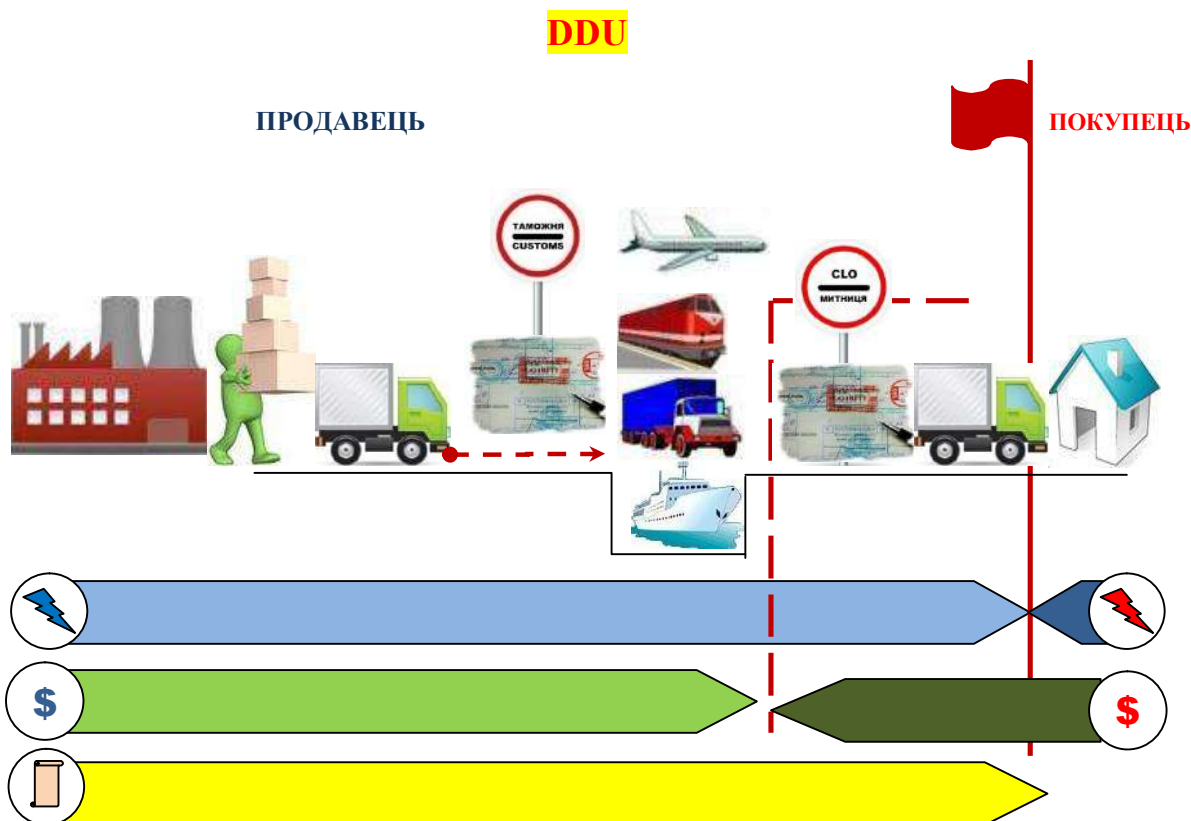 DDU
ПРОДАВЕЦЬ
ПОКУПЕЦЬ
ТАМОЖНЯ
CUSTOMS
CLO
МИТНИЦЯ
$
$